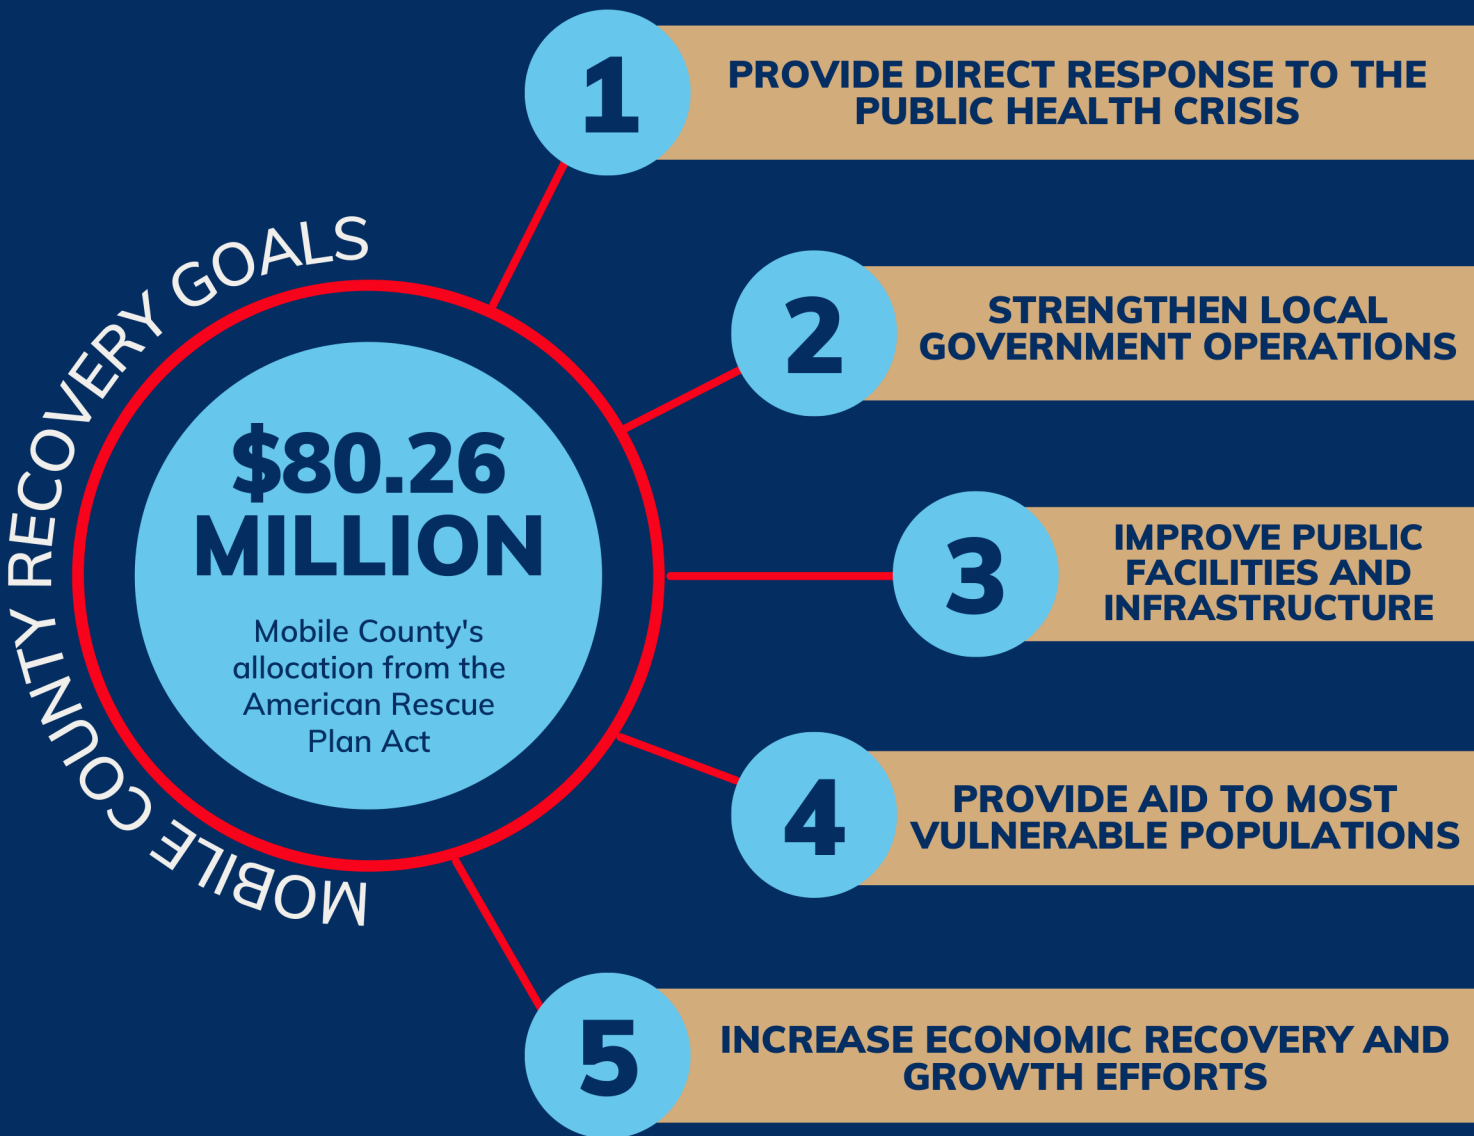 MOBILE COUNTY RECOVERY GOALS
$80.26
MILLION
Mobile County's
allocation from the
American Rescue
Plan Act
1
PROVIDE DIRECT RESPONSE TO THE
PUBLIC HEALTH CRISIS
2
STRENGTHEN LOCAL
GOVERNMENT OPERATIONS
3
IMPROVE PUBLIC
FACILITIES AND
INFRASTRUCTURE
4
PROVIDE AID TO MOST
VULNERABLE POPULATIONS
5
INCREASE ECONOMIC RECOVERY AND
GROWTH EFFORTS